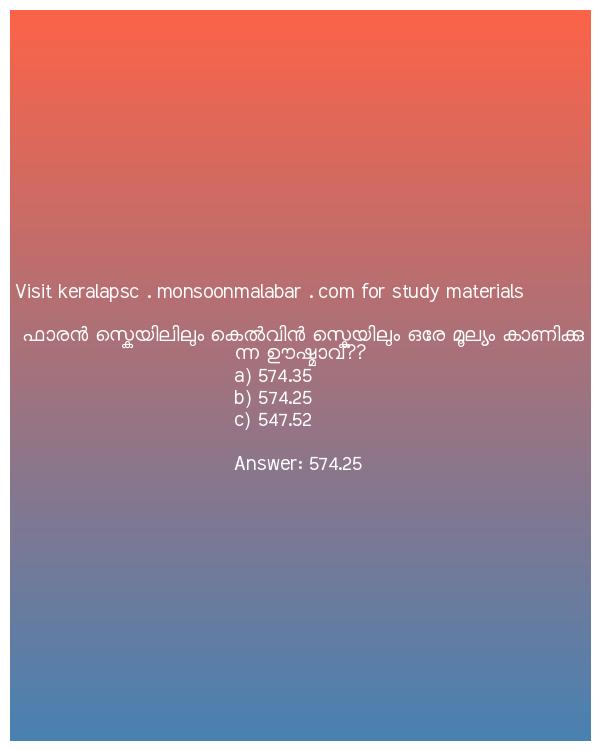 Visit keralapsc . monsoonmalabar . com for study materials
ഫാരൻ സ്കെയിലിലും കെൽവിൻ സ്കെയിലും ഒരേ മൂല്യം കാണിക്കു
ന്ന ഊഷ്മാവ്??
a) 574.35
b) 574.25
c) 547.52
Answer: 574.25